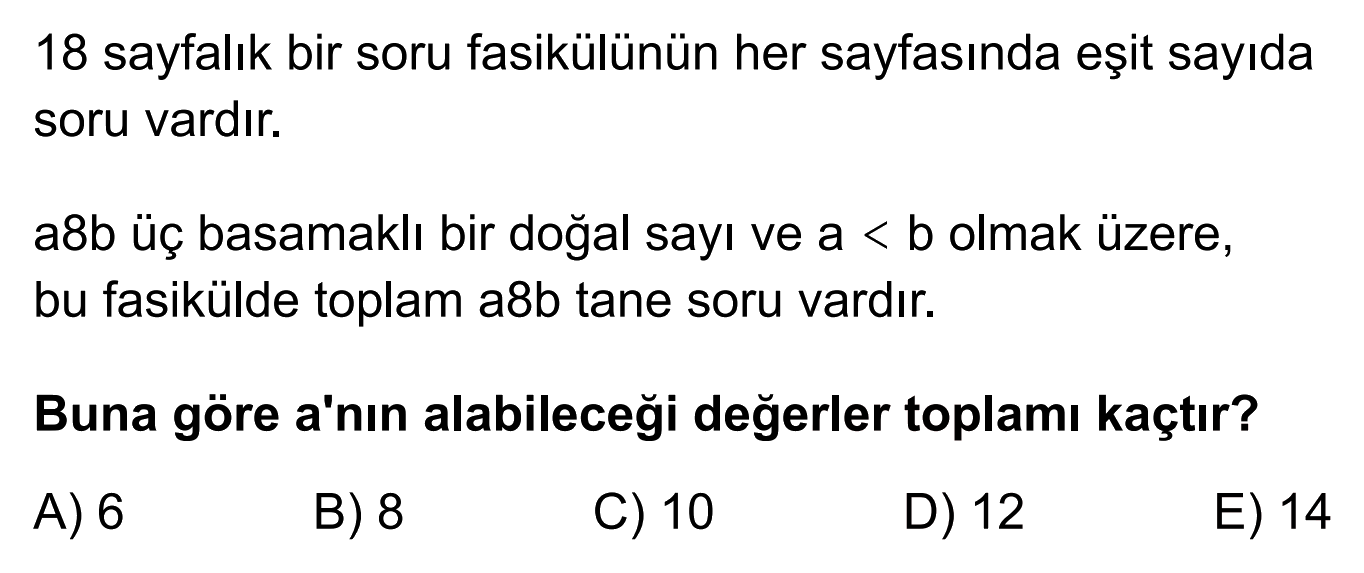 18 sayfalık bir soru fasikülünün her sayfasında eşit sayıda
soru vardır.
a8b üç basamaklı bir doğal sayı ve a < b olmak üzere,
bu fasikülde toplam a8b tane soru vardır.
Buna göre a'nın alabileceği değerler toplamı kaçtır?
A) 6 B) 8 C) 10 D) 12 E) 14